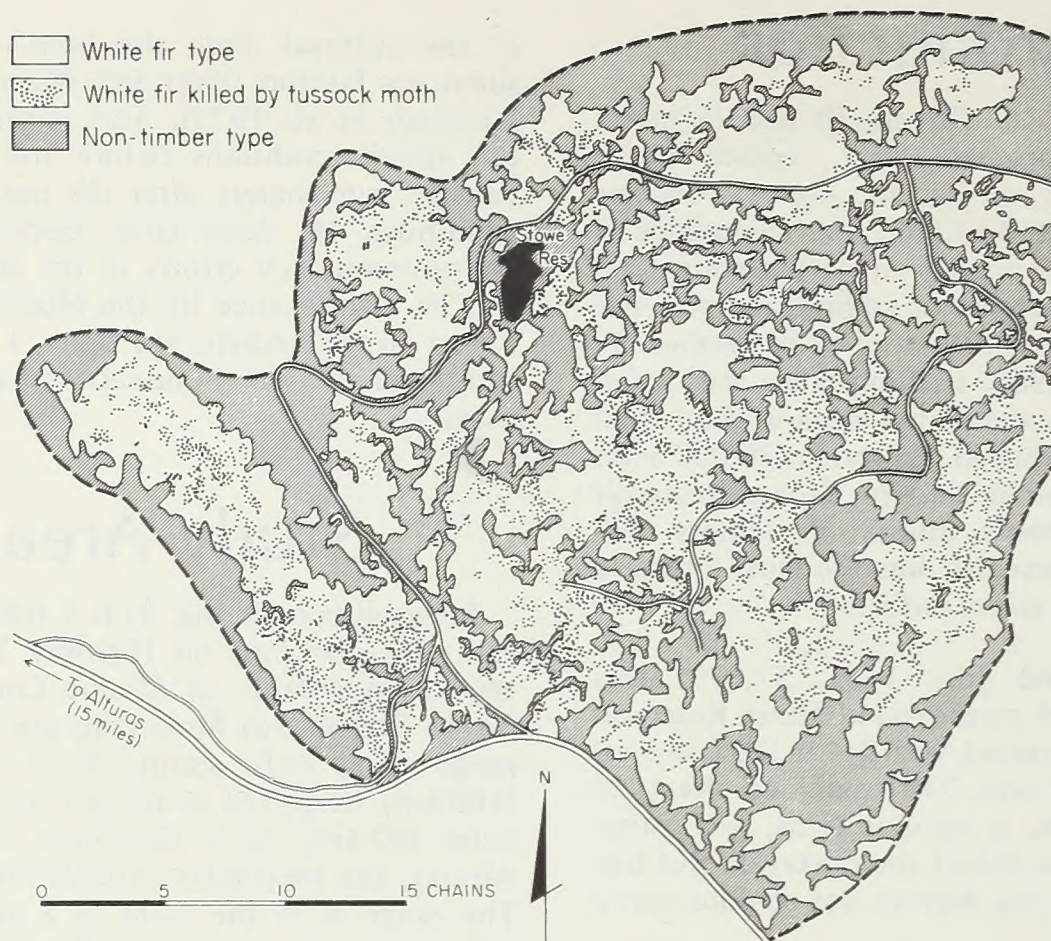 White fir type
White fir killed by tussock moth
Non-timber type
Stowe
Res.
To Alturas
(15 miles)
N
0 5 10 15 CHAINS